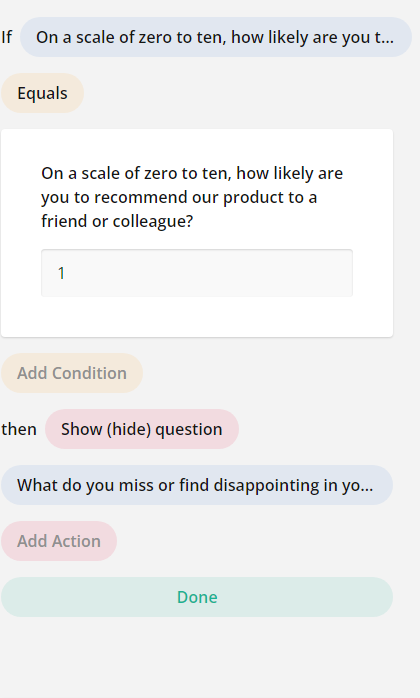 If On a scale of zero to ten, how likely are you t...
Equals
On a scale of zero to ten, how likely are
you to recommend our product to a
friend or colleague?
1
Add Condition
then Show (hide) question
What do you miss or find disappointing in yo...
Add Action
Done